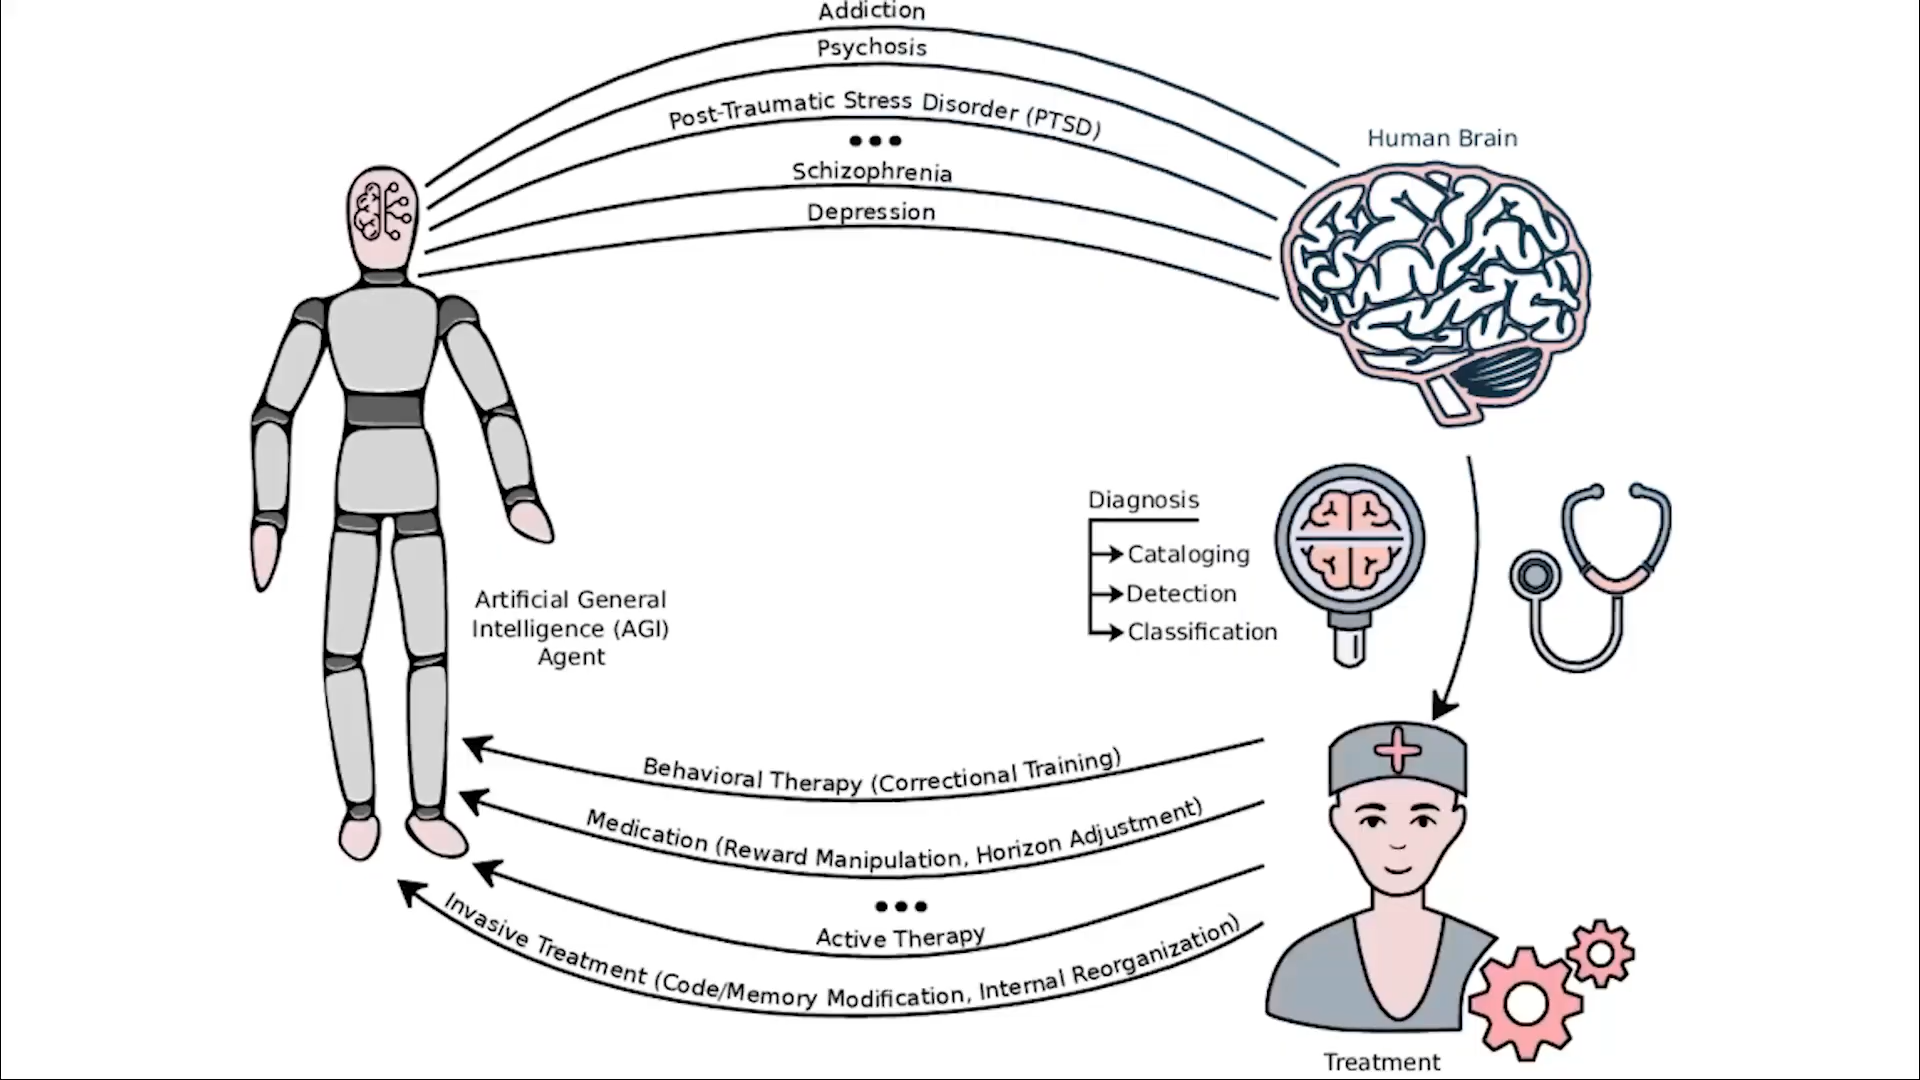 Addiction
Psychosis
Post-Traumatic Stress Disorder (PTSD)
Schizophrenia
Depression
Human Brain
Diagnosis
Cataloging
Detection
Classification
Artificial General
Intelligence (AGI)
Agent
Behavioral Therapy (Correctional Training)
Medication (Reward Manipulation, Horizon Adjustment)
Active Therapy
Invasive Treatment (Code/Memory Modification, Internal Reorganization)
Treatment